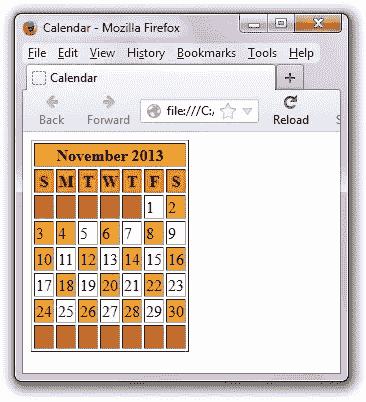 Calendar - Mozilla Firefox
File Edit View History Bookmarks Tools Help
Calendar
Back Forward file:///C:/ Reload S
November 2013
S M T W T F S
1 2
3 4 5 6 7 8 9
10 11 12 13 14 15 16
17 18 19 20 21 22 23
24 25 26 27 28 29 30